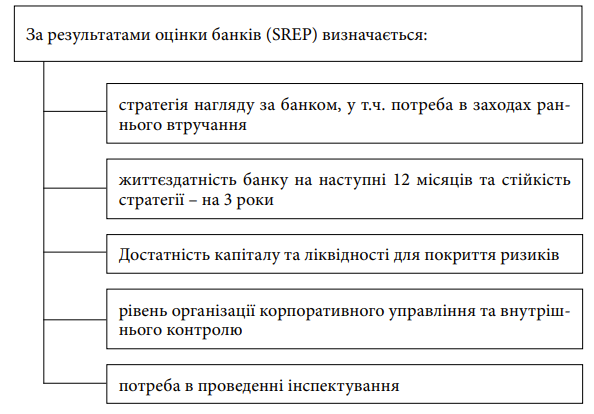 За результатами оцінки банків (SREP) визначається:
стратегія нагляду за банком, у т.ч. потреба в заходах ран-
нього втручання
життєздатність банку на наступні 12 місяців та стійкість
стратегії – на 3 роки
Достатність капіталу та ліквідності для покриття ризиків
рівень організації корпоративного управління та внутріш-
нього контролю
потреба в проведенні інспектування